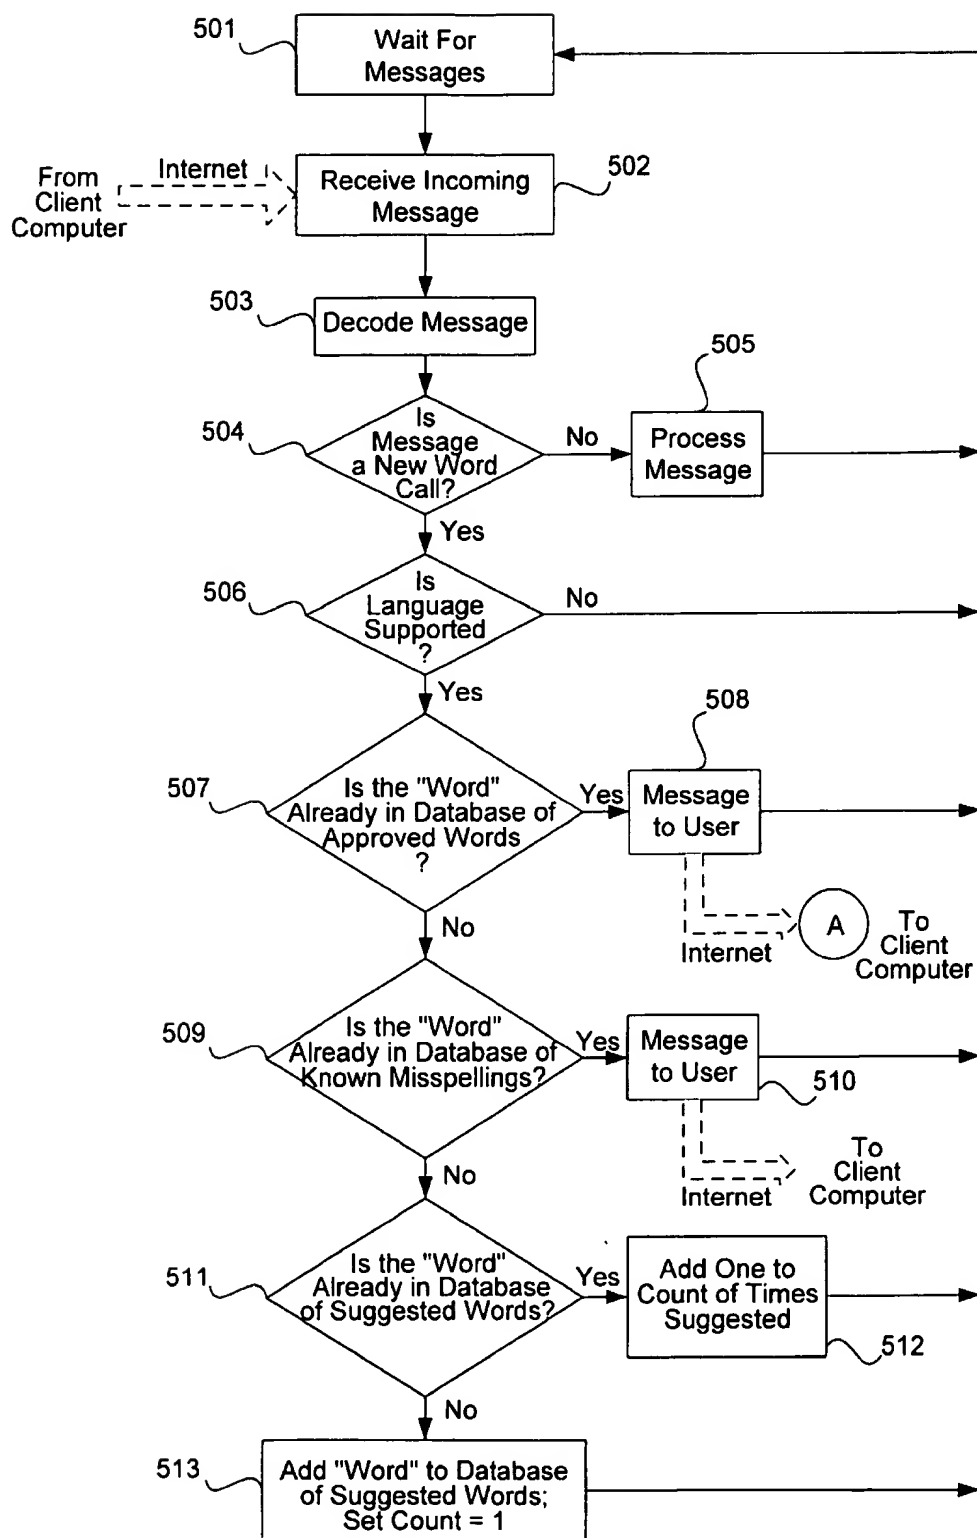 501
Wait For
Messages
From
Client
Computer
Internet
Receive Incoming
Message
502
503
Decode Message
504
Is
Message
a New Word
Call?
No
505
Process
Message
Yes
506
Is
Language
Supported
?
No
Yes
507
Is the "Word"
Already in Database of
Approved Words
?
Yes
508
Message
to User
Internet
A
To
Client
Computer
No
509
Is the "Word"
Already in Database of
Known Misspellings?
Yes
Message
to User
510
Internet
To
Client
Computer
No
511
Is the "Word"
Already in Database
of Suggested Words?
Yes
Add One to
Count of Times
Suggested
512
No
513
Add "Word" to Database
of Suggested Words;
Set Count = 1